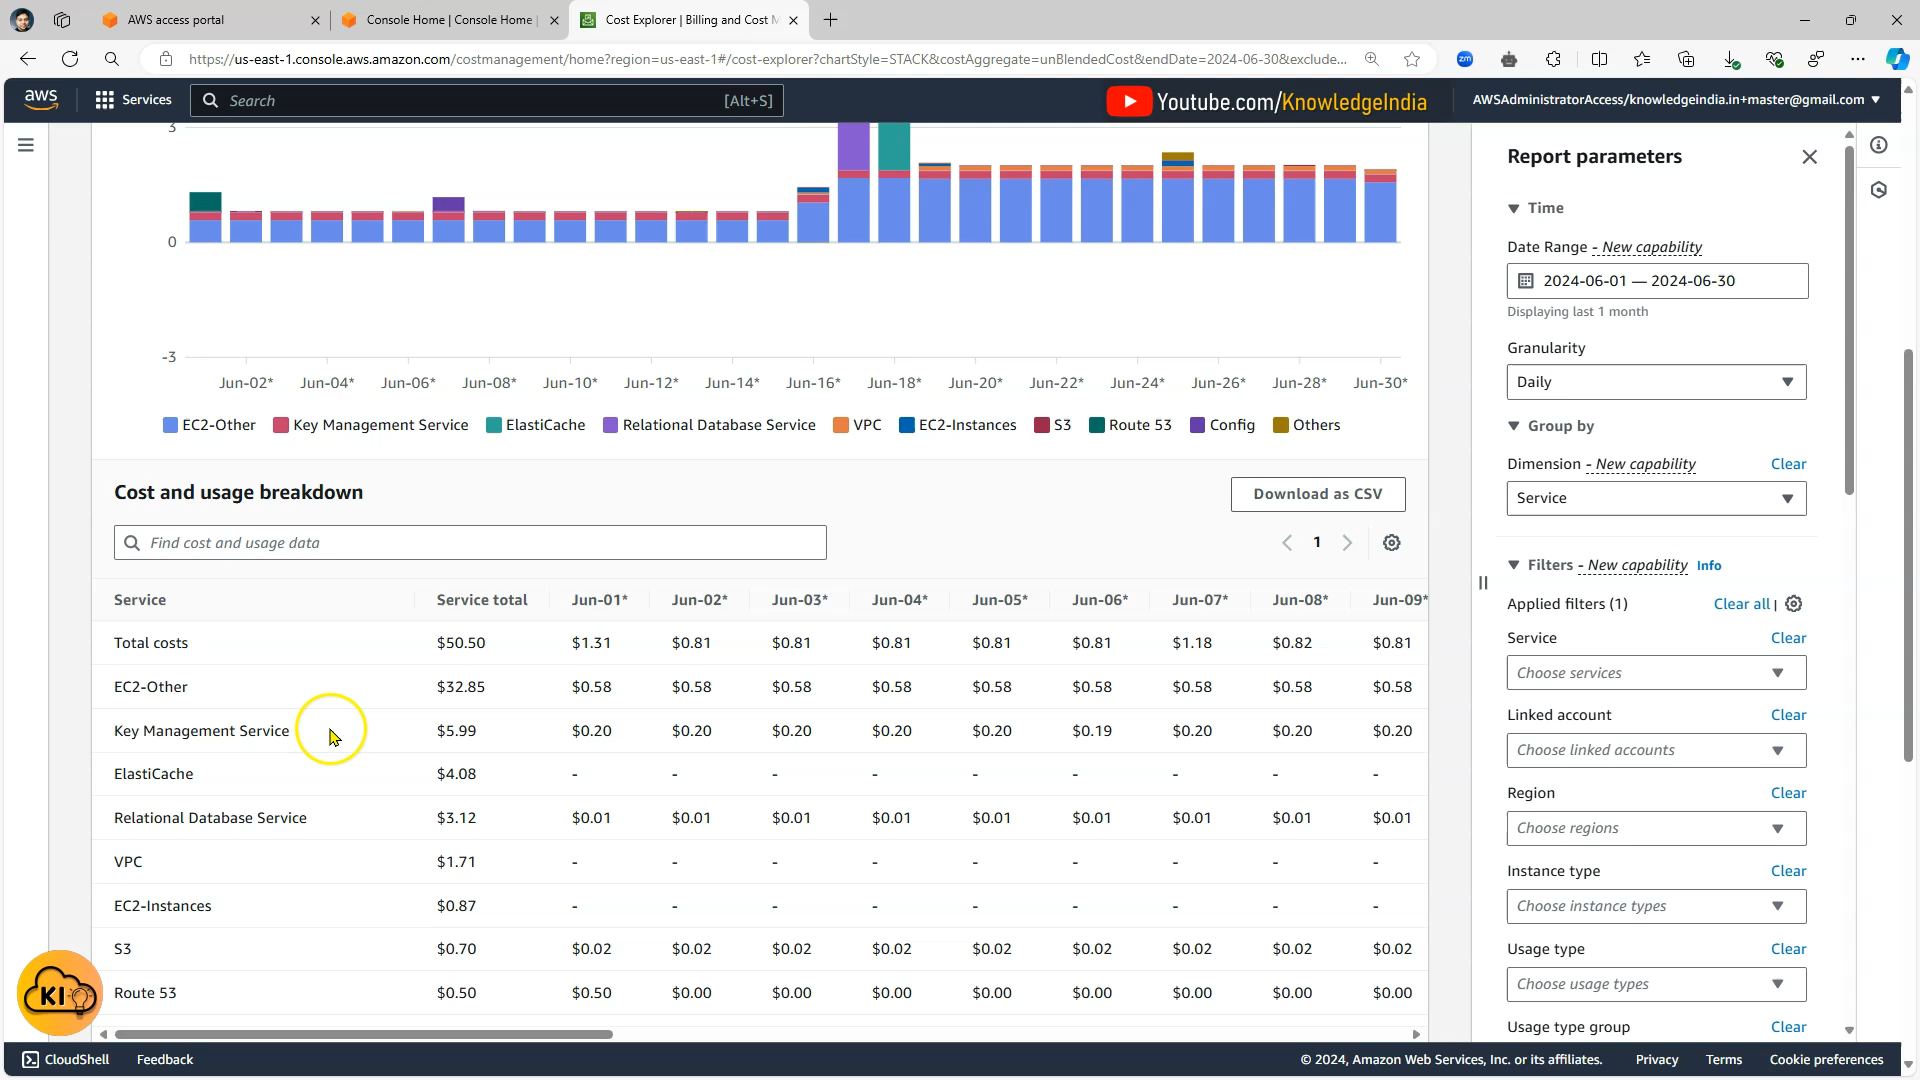 AWS access portal
Console Home | Console Home |
Cost Explorer | Billing and Cost M
https://us-east-1.console.aws.amazon.com/costmanagement/home?region=us-east-1#/cost-explorer?chartStyle=STACK&costAggregate=unBlendedCost&endDate=2024-06-30&exclude...
aws
Services
Search
[Alt+S]
Youtube.com/KnowledgeIndia
AWSAdministratorAccess/knowledgeindia.in+master@gmail.com
3
0
-3
Jun-02* Jun-04* Jun-06* Jun-08* Jun-10* Jun-12* Jun-14* Jun-16* Jun-18* Jun-20* Jun-22* Jun-24* Jun-26* Jun-28* Jun-30*
EC2-Other Key Management Service ElastiCache Relational Database Service VPC EC2-Instances S3 Route 53 Config Others
Cost and usage breakdown
Download as CSV
Find cost and usage data
1
Service Service total Jun-01* Jun-02* Jun-03* Jun-04* Jun-05* Jun-06* Jun-07* Jun-08* Jun-09*
Total costs $50.50 $1.31 $0.81 $0.81 $0.81 $0.81 $0.81 $1.18 $0.82 $0.81
EC2-Other $32.85 $0.58 $0.58 $0.58 $0.58 $0.58 $0.58 $0.58 $0.58 $0.58
Key Management Service $5.99 $0.20 $0.20 $0.20 $0.20 $0.20 $0.19 $0.20 $0.20 $0.20
ElastiCache $4.08 - - - - - - - - -
Relational Database Service $3.12 $0.01 $0.01 $0.01 $0.01 $0.01 $0.01 $0.01 $0.01 $0.01
VPC $1.71 - - - - - - - - -
EC2-Instances $0.87 - - - - - - - - -
S3 $0.70 $0.02 $0.02 $0.02 $0.02 $0.02 $0.02 $0.02 $0.02 $0.02
Route 53 $0.50 $0.50 $0.00 $0.00 $0.00 $0.00 $0.00 $0.00 $0.00 $0.00
Report parameters
Time
Date Range - New capability
2024-06-01 — 2024-06-30
Displaying last 1 month
Granularity
Daily
Group by
Dimension - New capability Clear
Service
Filters - New capability Info
Applied filters (1) Clear all |
Service Clear
Choose services
Linked account Clear
Choose linked accounts
Region Clear
Choose regions
Instance type Clear
Choose instance types
Usage type Clear
Choose usage types
Usage type group Clear
KI
zm
CloudShell
Feedback
© 2024, Amazon Web Services, Inc. or its affiliates.
Privacy
Terms
Cookie preferences